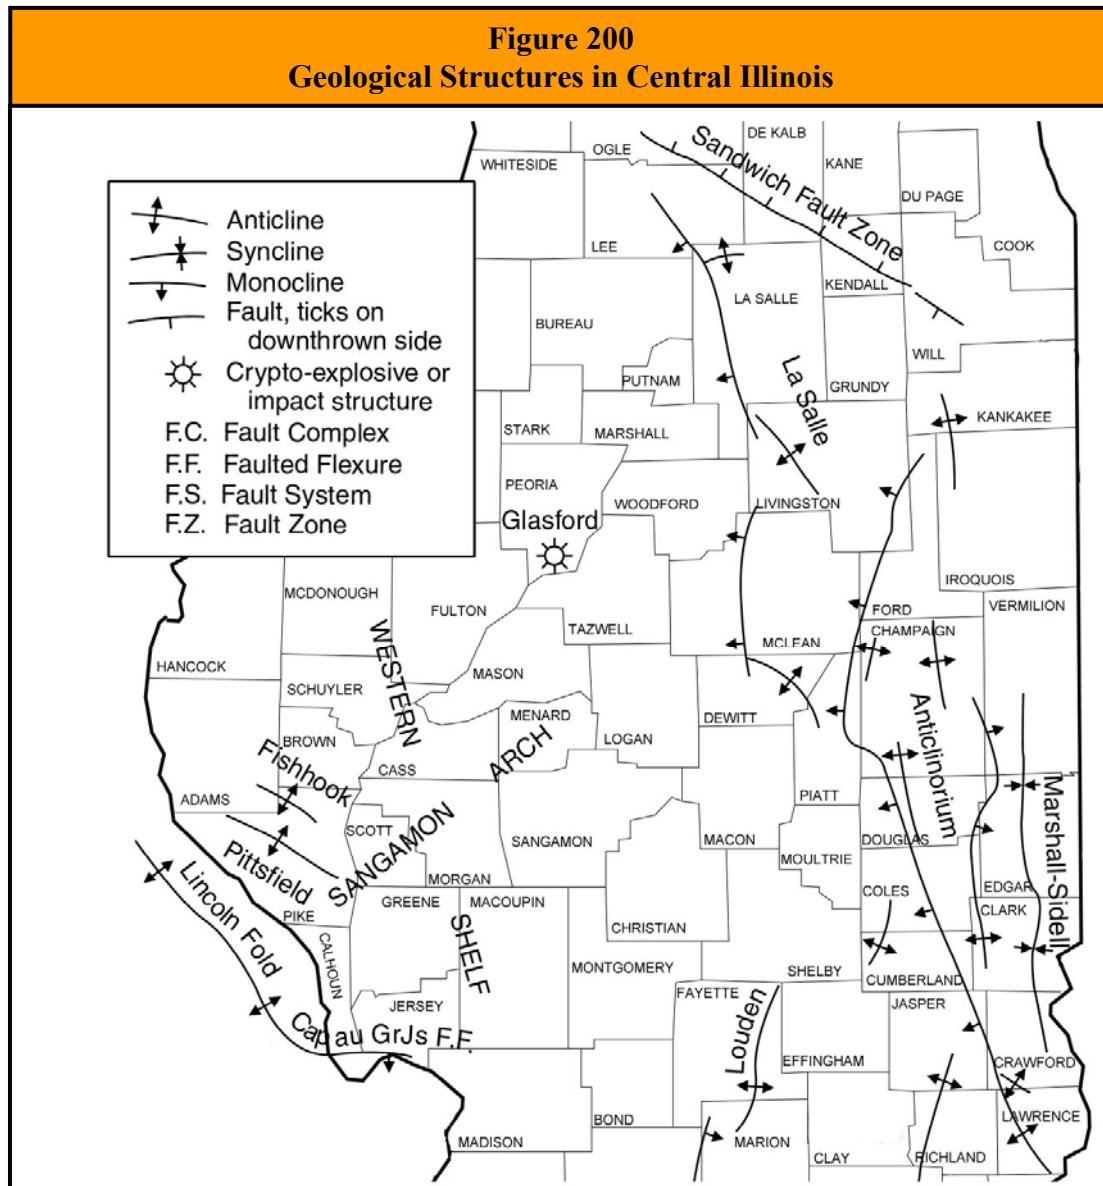 Figure 200
Geological Structures in Central Illinois
Anticline
Syncline
Monocline
Fault, ticks on
downthrown side
Crypto-explosive or
impact structure
F.C. Fault Complex
F.F. Faulted Flexure
F.S. Fault System
F.Z. Fault Zone
DE KALB
OGLE
WHITESIDE
KANE
Sandwich Fault Zone
DU PAGE
LEE
COOK
KENDALL
LA SALLE
BUREAU
WILL
PUTNAM
GRUNDY
La Salle
KANKAKEE
STARK
MARSHALL
PEORIA
WOODFORD
LIVINGSTON
Glasford
IROQUOIS
MCDONOUGH
FULTON
FORD
VERMILION
TAZWELL
CHAMPAIGN
MCLEAN
HANCOCK
WESTERN
MASON
SCHUYLER
MENARD
DEWITT
Anticlinorium
BROWN
LOGAN
ARCH
Fishhook
CASS
ADAMS
PIATT
Marshall-Sidell
SCOTT
SANGAMON
SANGAMON
MACON
DOUGLAS
MOULTRIE
Pittsfield
MORGAN
EDGAR
COLES
GREENE
MACOUPIN
CLARK
PIKE
Lincoln Fold
SHELF
CHRISTIAN
CALHOUN
MONTGOMERY
SHELBY
CUMBERLAND
FAYETTE
JERSEY
JASPER
Louden
Cap au GrJs F.F.
EFFINGHAM
CRAWFORD
BOND
LAWRENCE
MADISON
MARION
CLAY
RICHLAND